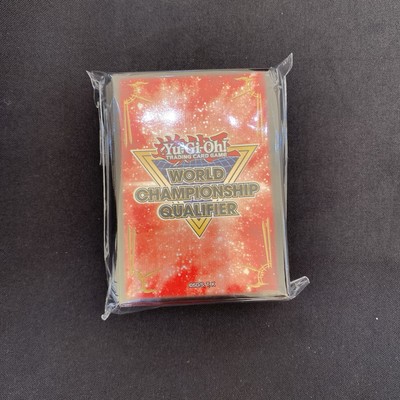 Yu-Gi-Oh!
TRADING CARD GAME
WORLD
CHAMPIONSHIP
QUALIFIER